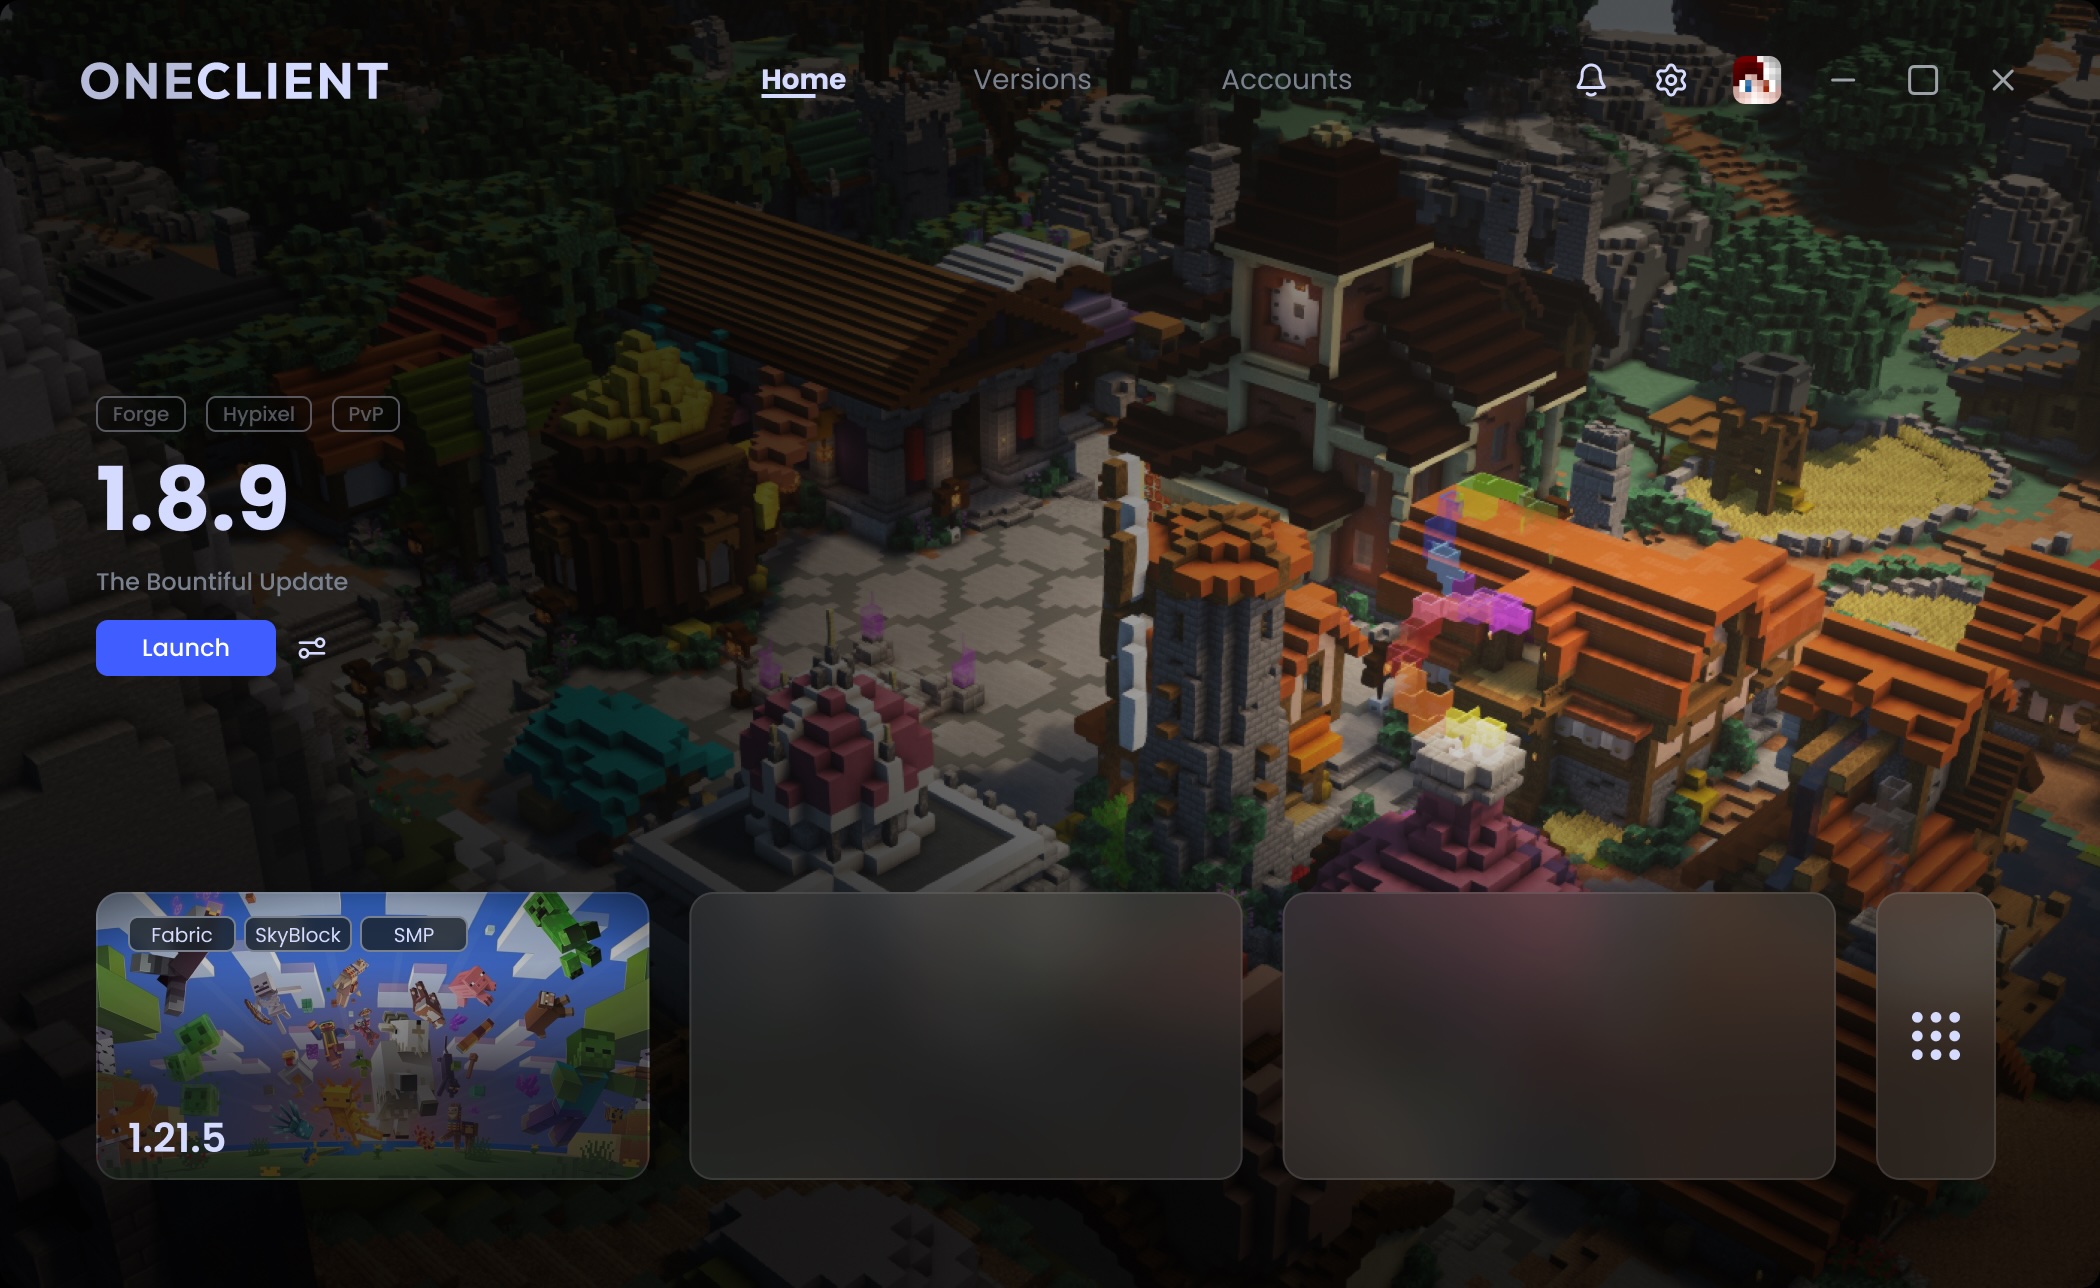 ONECLIENT
Home
Versions
Accounts
Forge
Hypixel
PvP
1.8.9
The Bountiful Update
Launch
Fabric
SkyBlock
SMP
1.21.5